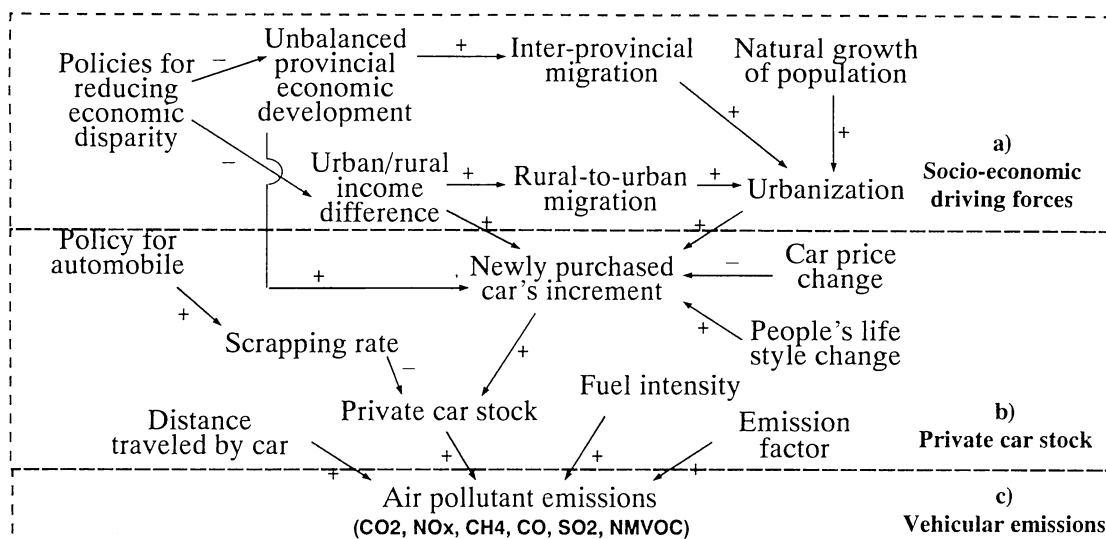 Policies for
reducing
economic
disparity
−
Unbalanced
provincial
economic
development
+
Inter-provincial
migration
Natural growth
of population
+
+
−
Urban/rural
income
difference
+
Rural-to-urban
migration
+
Urbanization
a)
Socio-economic
driving forces
+
+
Policy for
automobile
+
Newly purchased
car's increment
−
Car price
change
+
Scrapping rate
+
+
People's life
style change
−
Private car stock
Fuel intensity
Distance
traveled by car
Emission
factor
b)
Private car stock
+
+
+
+
Air pollutant emissions
(CO2, NOx, CH4, CO, SO2, NMVOC)
c)
Vehicular emissions